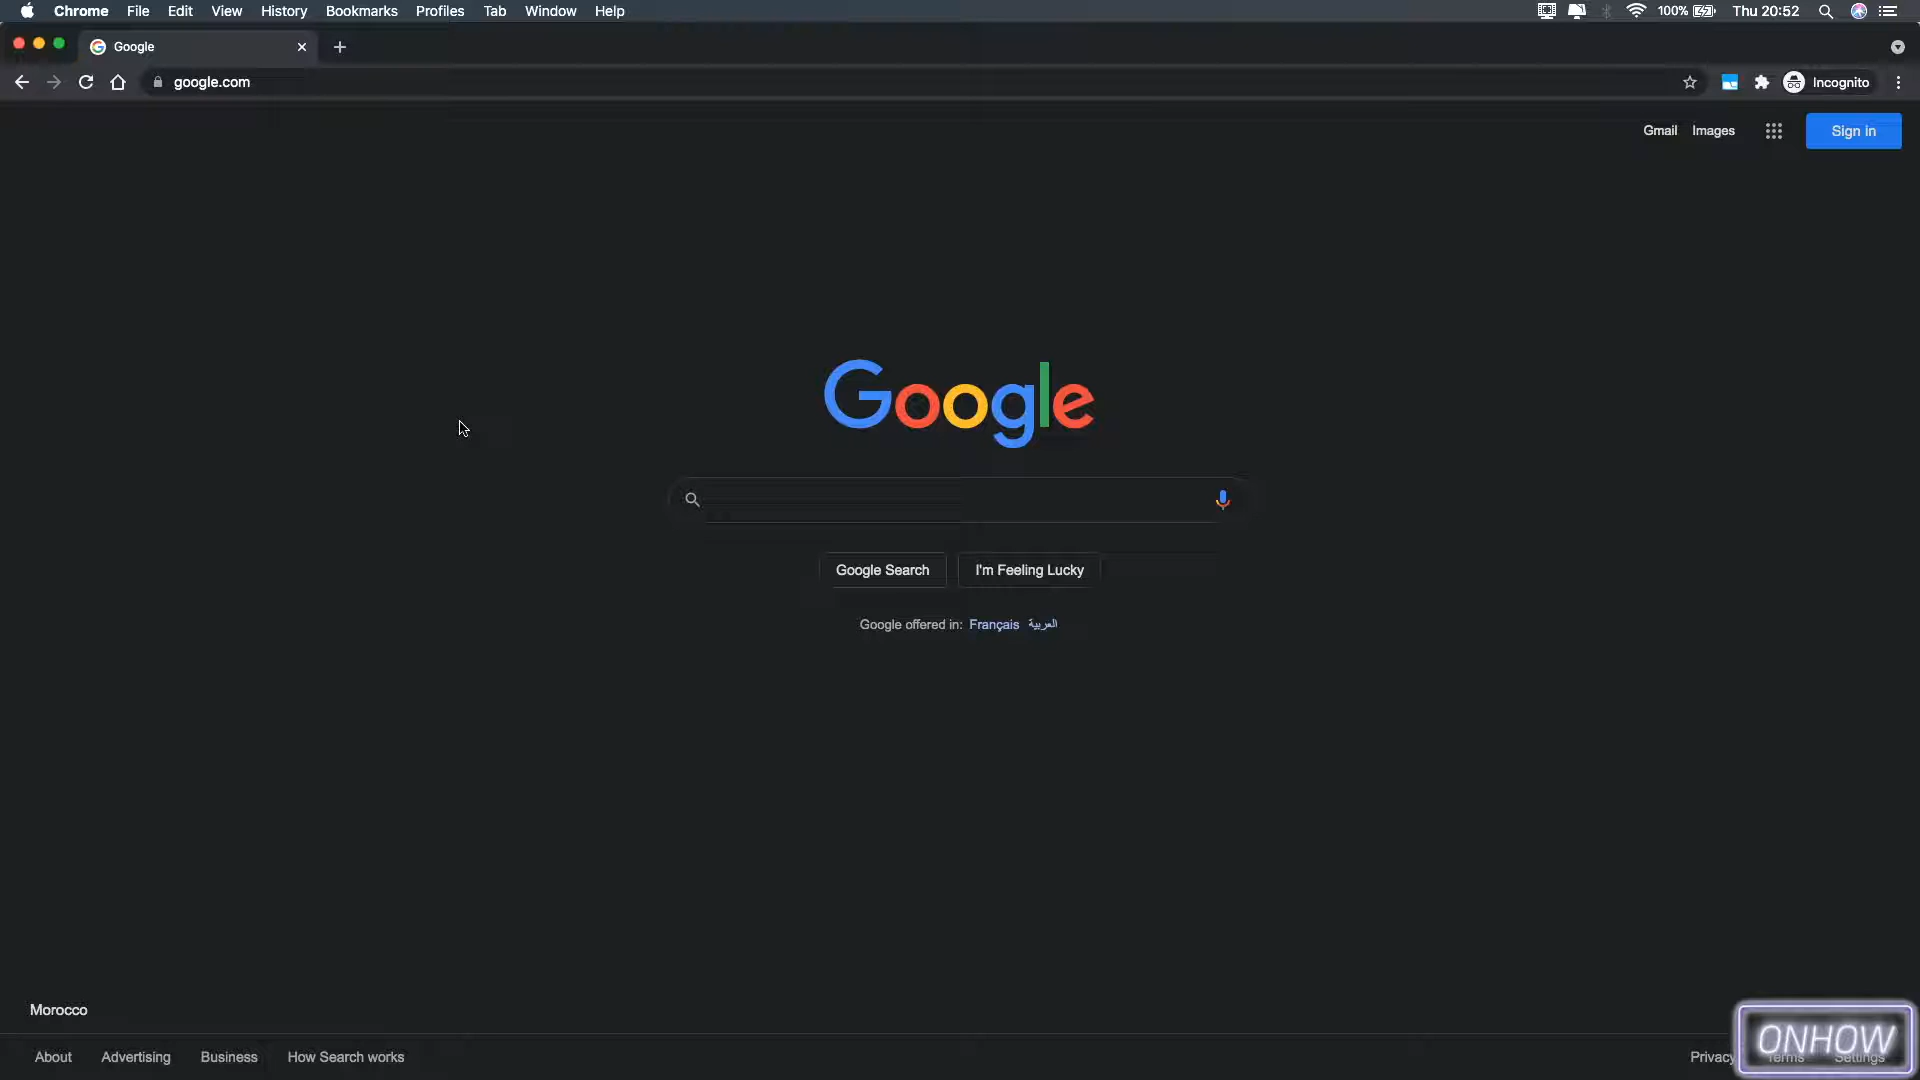 Chrome File Edit View History Bookmarks Profiles Tab Window Help 100% Thu 20:52
Google
google.com Incognito
Gmail Images Sign in
Google
Google Search I'm Feeling Lucky
Google offered in: Français العربية
Morocco
About Advertising Business How Search works Privacy Terms Settings
ONHOW